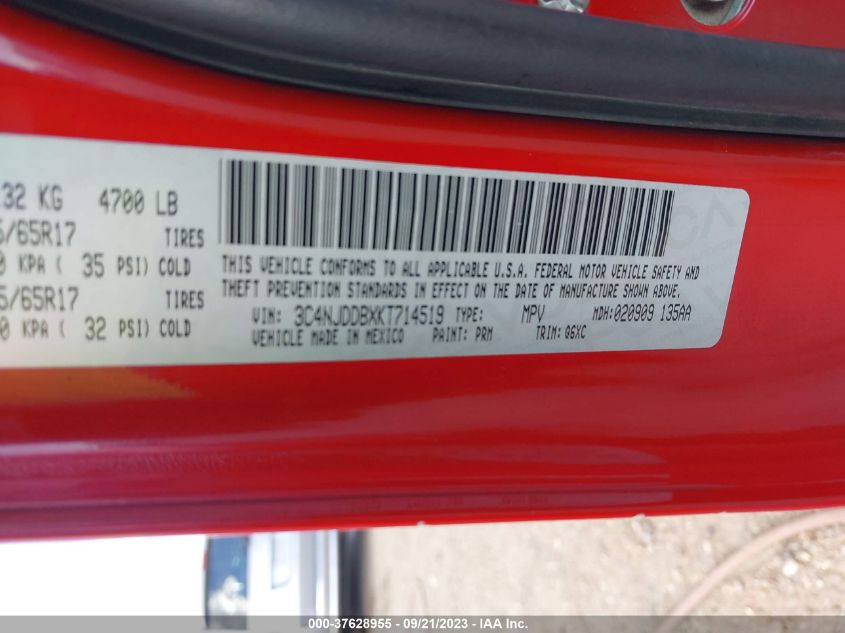 32 KG 4700 LB
/65R17 TIRES
0 KPA ( 35 PSI) COLD
5/65R17 TIRES
0 KPA ( 32 PSI) COLD
THIS VEHICLE CONFORMS TO ALL APPLICABLE U.S.A. FEDERAL MOTOR VEHICLE SAFETY AND
THEFT PREVENTION STANDARDS IN EFFECT ON THE DATE OF MANUFACTURE SHOWN ABOVE.
VIN: 3C4NJDDBXKT714519 TYPE: MPV MDH:020909 135AA
VEHICLE MADE IN MEXICO PAINT: PRM TRIM: Q6XC
000-37628955 - 09/21/2023 - IAA Inc.